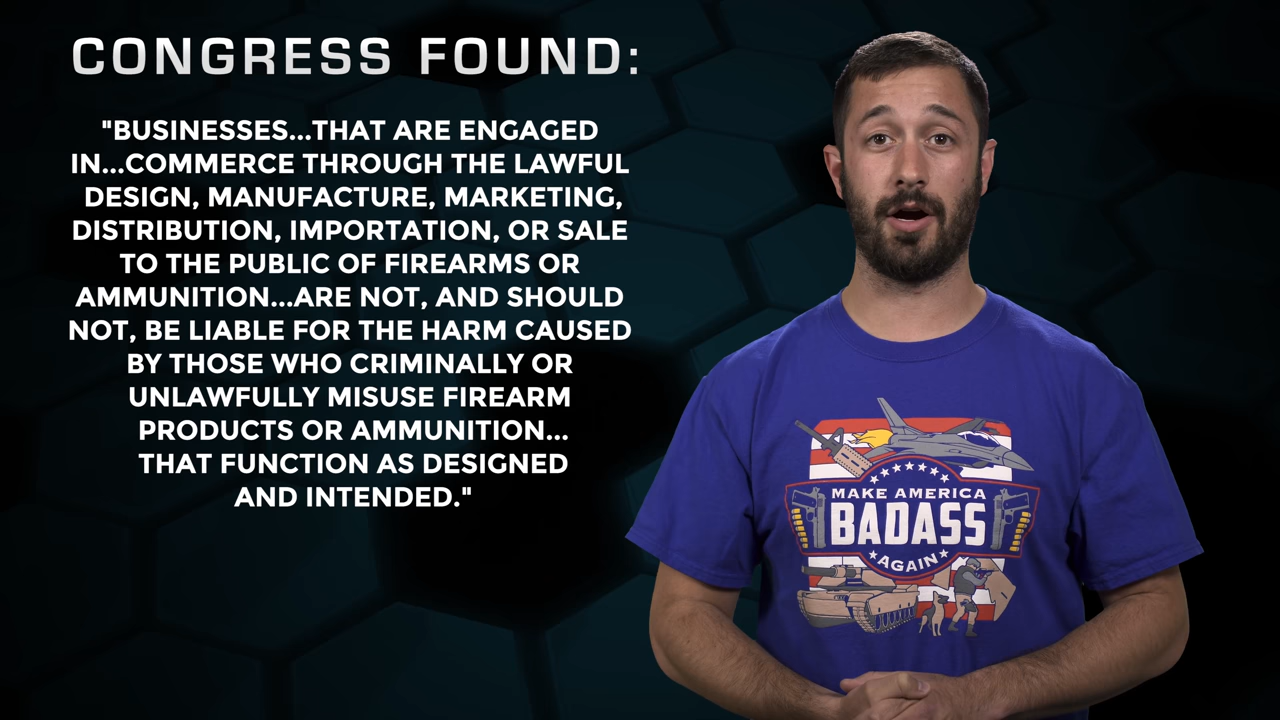 CONGRESS FOUND:
"BUSINESSES...THAT ARE ENGAGED
IN...COMMERCE THROUGH THE LAWFUL
DESIGN, MANUFACTURE, MARKETING,
DISTRIBUTION, IMPORTATION, OR SALE
TO THE PUBLIC OF FIREARMS OR
AMMUNITION...ARE NOT, AND SHOULD
NOT, BE LIABLE FOR THE HARM CAUSED
BY THOSE WHO CRIMINALLY OR
UNLAWFULLY MISUSE FIREARM
PRODUCTS OR AMMUNITION...
THAT FUNCTION AS DESIGNED
AND INTENDED."
MAKE AMERICA
BADASS
AGAIN